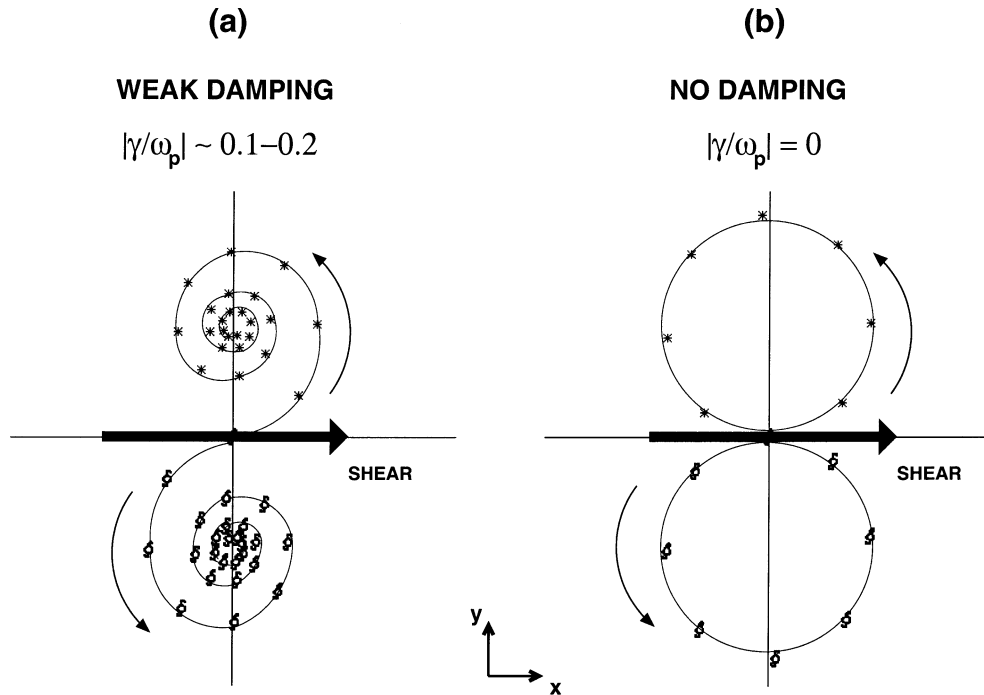 (a)
WEAK DAMPING
|γ/ωp| ~ 0.1–0.2
SHEAR
(b)
NO DAMPING
|γ/ωp| = 0
SHEAR
y
x